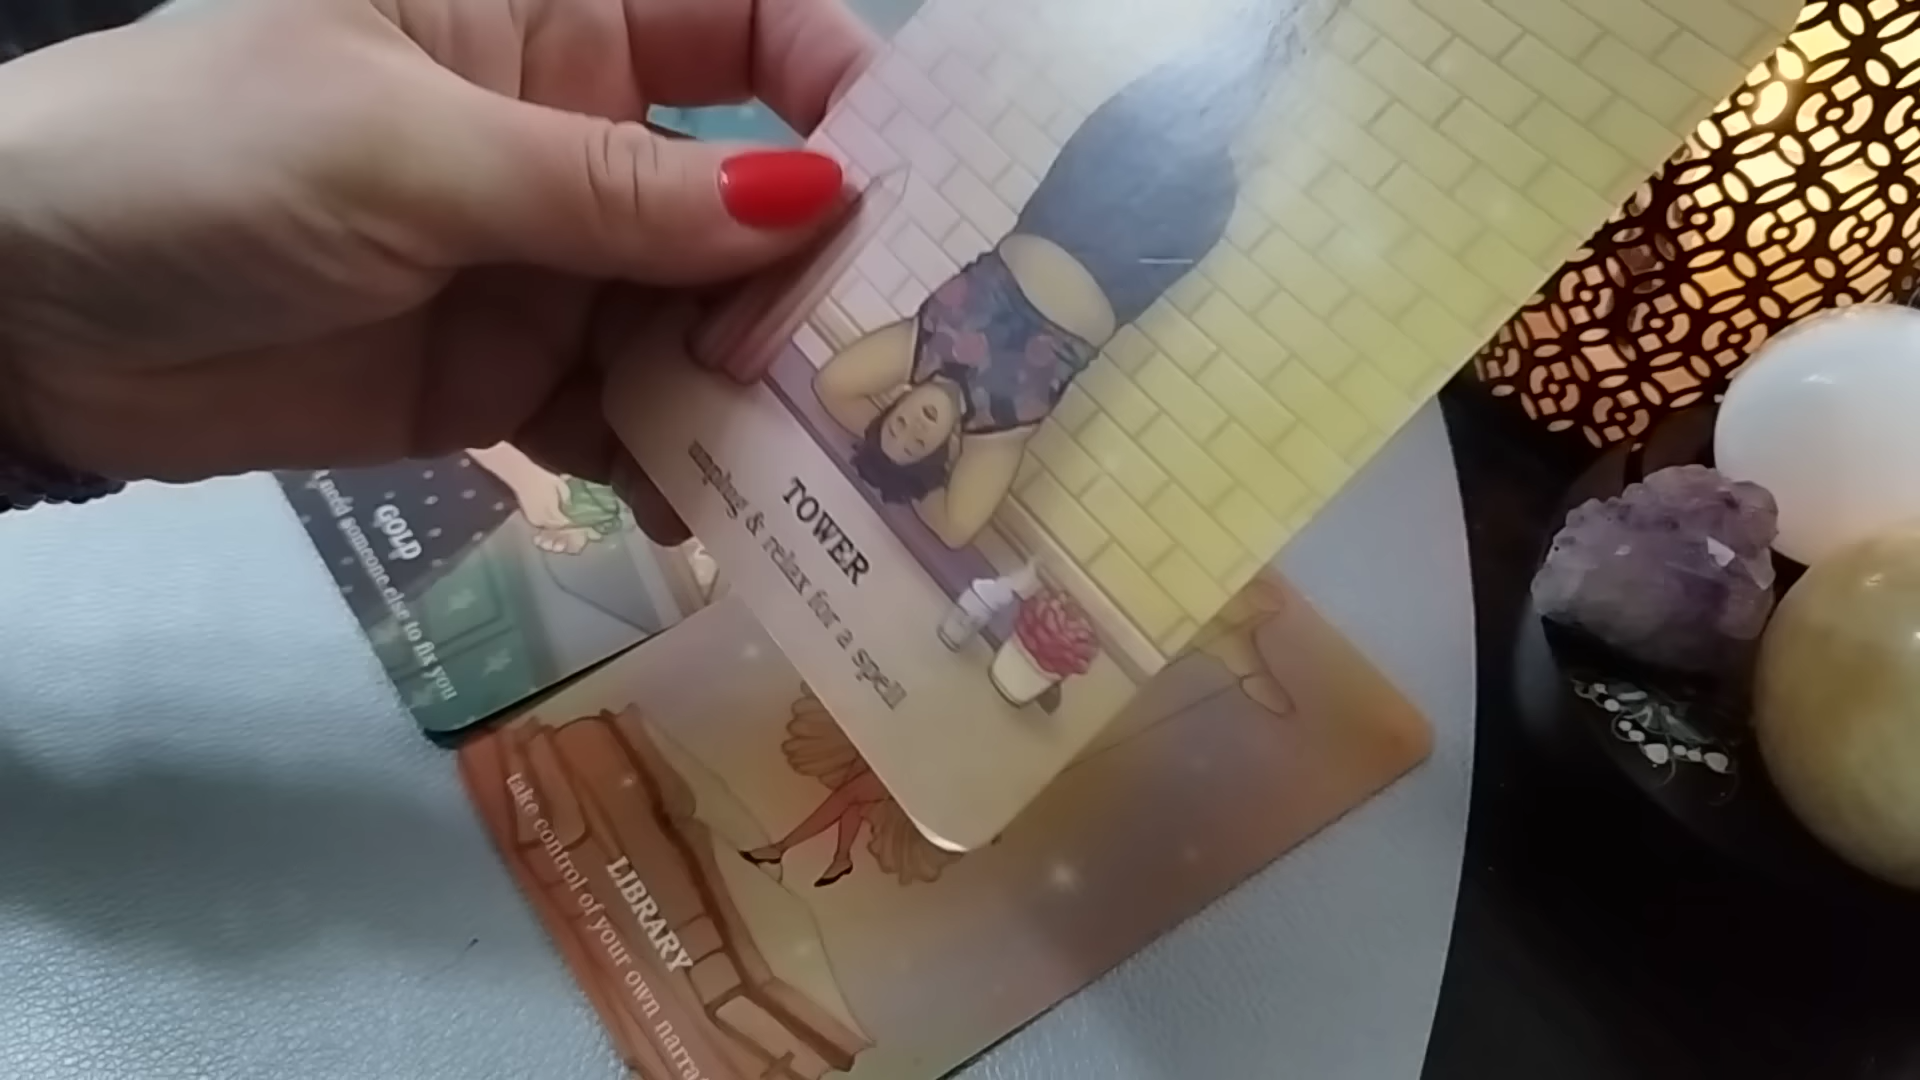 TOWER
unplug & relax for a spell
GOLD
need someone else to fix you
LIBRARY
take control of your own narra